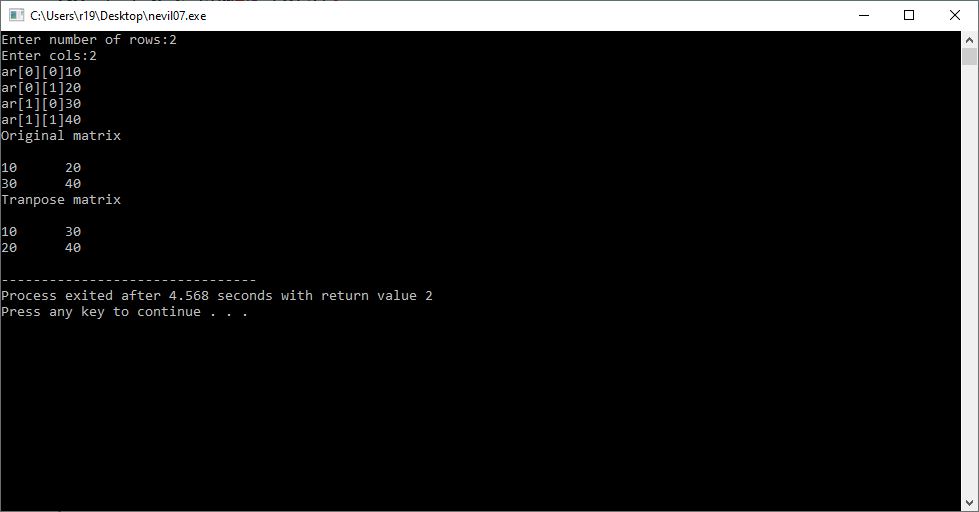 C:\Users\r19\Desktop\nevil07.exe
Enter number of rows:2
Enter cols:2
ar[0][0]10
ar[0][1]20
ar[1][0]30
ar[1][1]40
Original matrix
10      20
30      40
Tranpose matrix
10      30
20      40
--------------------------------
Process exited after 4.568 seconds with return value 2
Press any key to continue . . .